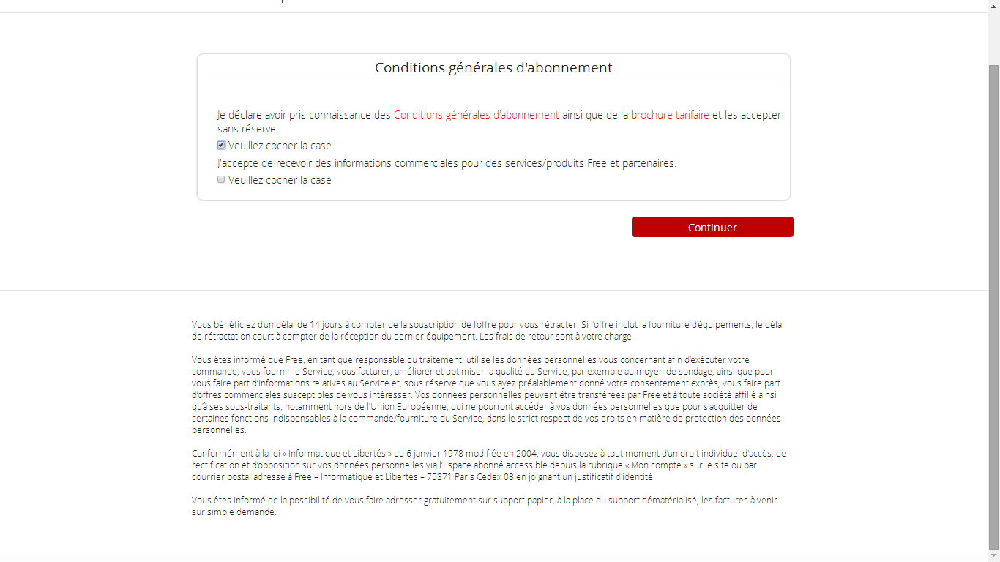 Conditions générales d'abonnement
Je déclare avoir pris connaissance des Conditions générales d'abonnement ainsi que de la brochure tarifaire et les accepter
sans réserve.
Veuillez cocher la case
J'accepte de recevoir des informations commerciales pour des services/produits Free et partenaires.
Veuillez cocher la case
Continuer
Vous bénéficiez d'un délai de 14 jours à compter de la souscription de l'offre pour vous rétracter. Si l’offre inclut la fourniture d’équipements, le délai
de rétractation court à compter de la réception du dernier équipement. Les frais de retour sont à votre charge.
Vous êtes informé que Free, en tant que responsable du traitement, utilise les données personnelles vous concernant afin d’exécuter votre
commande, vous fournir le Service, vous facturer, améliorer et optimiser la qualité du Service, par exemple au moyen de sondage, ainsi que pour
vous faire part d’informations relatives au Service et, sous réserve que vous ayez préalablement donné votre consentement exprès, vous faire part
d’offres commerciales susceptibles de vous intéresser. Vos données personnelles peuvent être transférées par Free et à toute société affilié ainsi
qu’à ses sous-traitants, notamment hors de l’Union Européenne, qui ne pourront accéder à vos données personnelles que pour s'acquitter de
certaines fonctions indispensables à la commande/fourniture du Service, dans le strict respect de vos droits en matière de protection des données
personnelles.
Conformément à la loi « Informatique et Libertés » du 6 janvier 1978 modifiée en 2004, vous disposez à tout moment d’un droit individuel d'accès, de
rectification et d’opposition sur vos données personnelles via l’Espace abonné accessible depuis la rubrique « Mon compte » sur le site ou par
courrier postal adressé à Free – Informatique et Libertés – 75371 Paris Cedex 08 en joignant un justificatif d'identité.
Vous êtes informé de la possibilité de vous faire adresser gratuitement sur support papier, à la place du support dématérialisé, les factures à venir
sur simple demande.